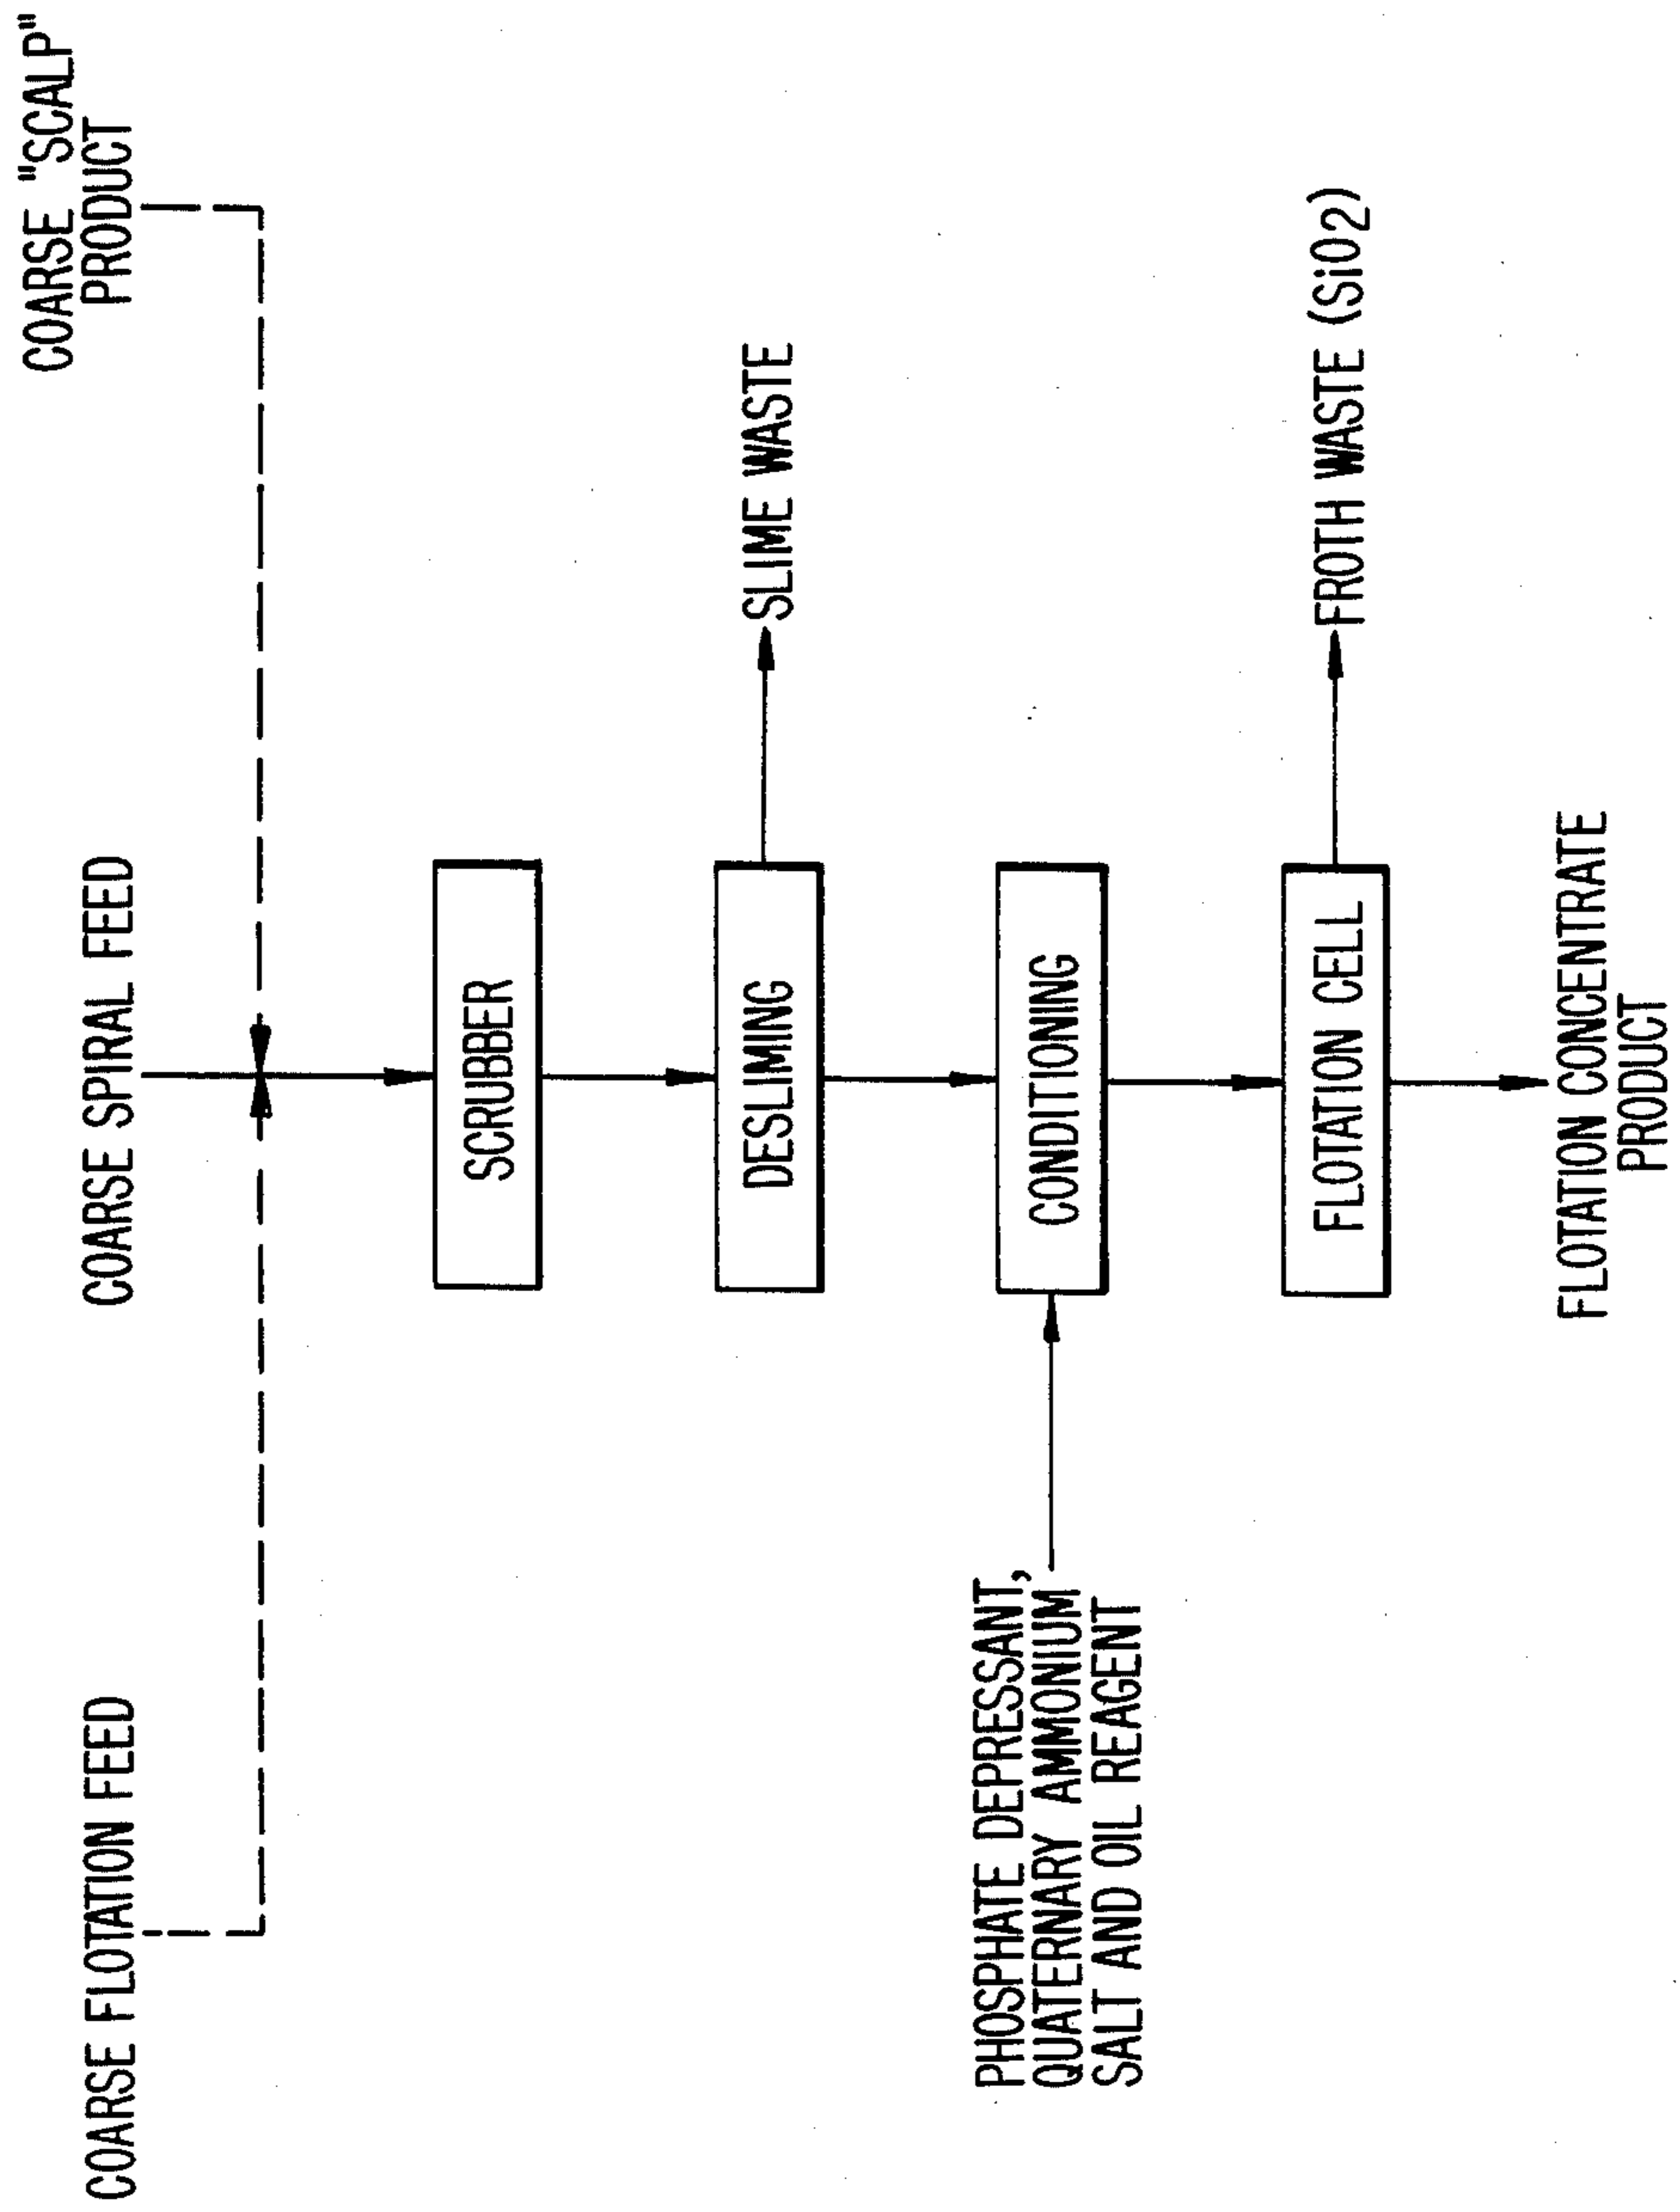 COARSE FLOTATION FEED
COARSE SPIRAL FEED
COARSE "SCALP"
PRODUCT
SCRUBBER
DESLIMING
SLIME WASTE
PHOSPHATE DEPRESSANT,
QUATERNARY AMMONIUM
SALT AND OIL REAGENT
CONDITIONING
FLOTATION CELL
FROTH WASTE (SiO2)
FLOTATION CONCENTRATE
PRODUCT